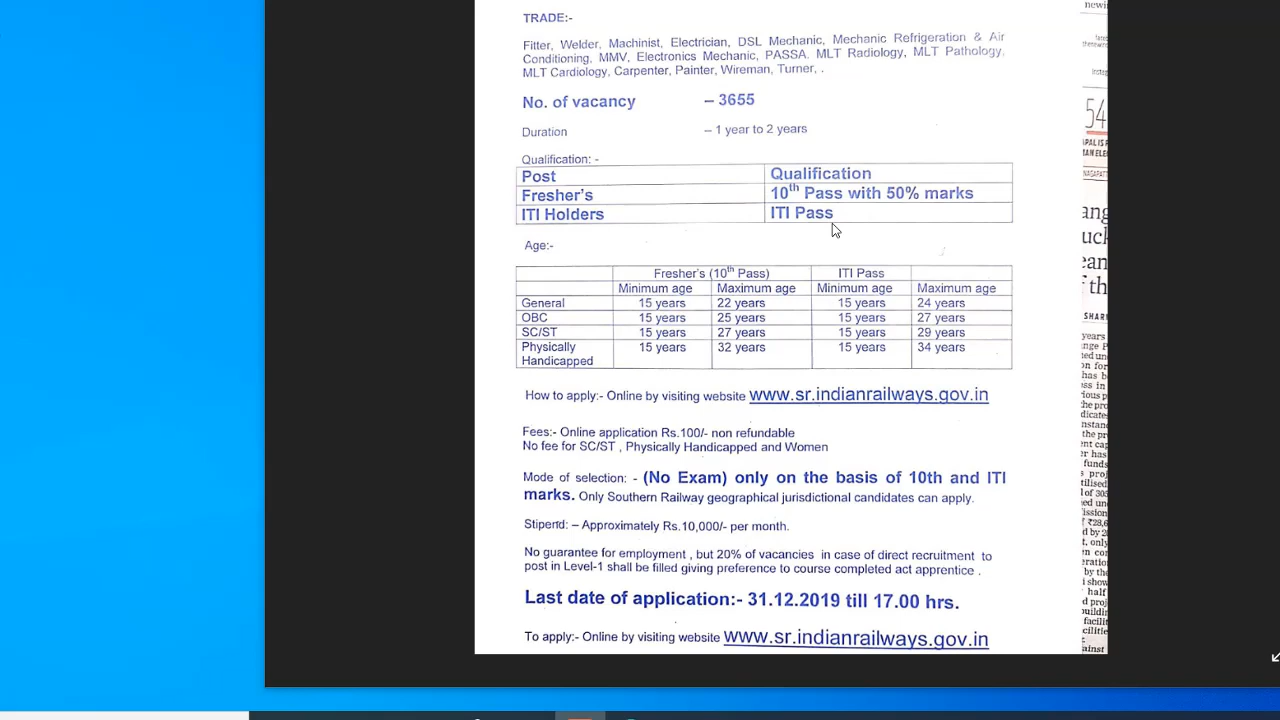 TRADE:-
Fitter, Welder, Machinist, Electrician, DSL Mechanic, Mechanic Refrigeration & Air
Conditioning, MMV, Electronics Mechanic, PASSA. MLT Radiology, MLT Pathology,
MLT Cardiology, Carpenter, Painter, Wireman, Turner, .
No. of vacancy – 3655
Duration – 1 year to 2 years
Qualification: -
Post Qualification
Fresher's 10th Pass with 50% marks
ITI Holders ITI Pass
Age:-
Fresher's (10th Pass) ITI Pass
Minimum age Maximum age Minimum age Maximum age
General 15 years 22 years 15 years 24 years
OBC 15 years 25 years 15 years 27 years
SC/ST 15 years 27 years 15 years 29 years
Physically 15 years 32 years 15 years 34 years
Handicapped
How to apply:- Online by visiting website www.sr.indianrailways.gov.in
Fees:- Online application Rs.100/- non refundable
No fee for SC/ST , Physically Handicapped and Women
Mode of selection: - (No Exam) only on the basis of 10th and ITI
marks. Only Southern Railway geographical jurisdictional candidates can apply.
Stipend: – Approximately Rs.10,000/- per month.
No guarantee for employment , but 20% of vacancies in case of direct recruitment to
post in Level-1 shall be filled giving preference to course completed act apprentice .
Last date of application:- 31.12.2019 till 17.00 hrs.
To apply:- Online by visiting website www.sr.indianrailways.gov.in
54